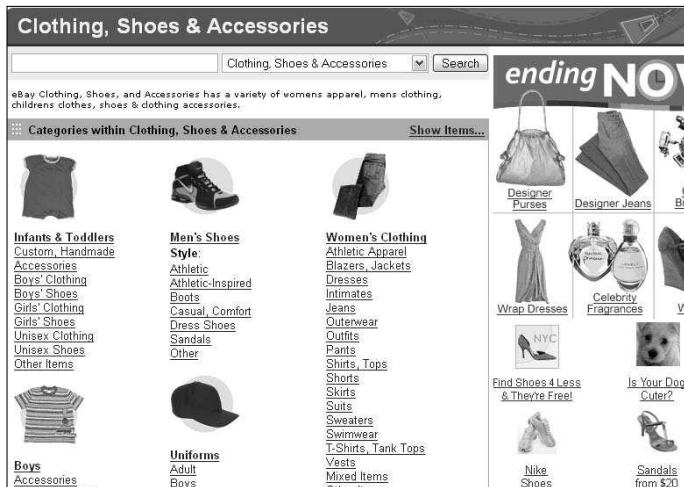 Clothing, Shoes & Accessories
Clothing, Shoes & Accessories
Search
eBay Clothing, Shoes, and Accessories has a variety of womens apparel, mens clothing,
childrens clothes, shoes & clothing accessories.
Categories within Clothing, Shoes & Accessories
Show Items...
Infants & Toddlers
Custom, Handmade
Accessories
Boys' Clothing
Boys' Shoes
Girls' Clothing
Girls' Shoes
Unisex Clothing
Unisex Shoes
Other Items
Boys
Accessories
Men's Shoes
Style:
Athletic
Athletic-Inspired
Boots
Casual, Comfort
Dress Shoes
Sandals
Other
Uniforms
Adult
Boys
Women's Clothing
Athletic Apparel
Blazers, Jackets
Dresses
Intimates
Jeans
Outerwear
Outfits
Pants
Shirts, Tops
Shorts
Skirts
Suits
Sweaters
Swimwear
T-Shirts, Tank Tops
Vests
Mixed Items
ending NO
Designer
Purses
Designer Jeans
Wrap Dresses
Celebrity
Fragrances
NYC
Find Shoes 4 Less
& They're Free!
Is Your Dog
Cuter?
Nike
Shoes
Sandals
from $20